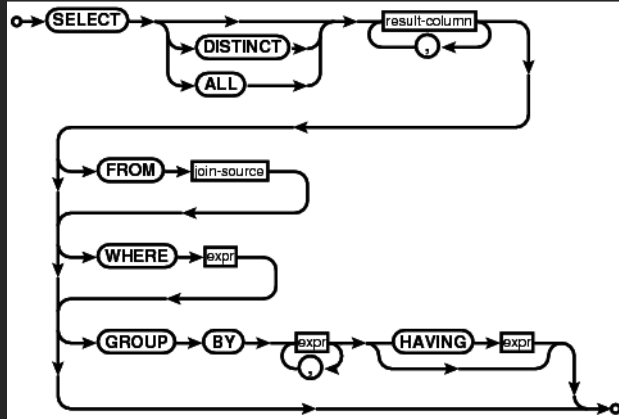 SELECT result-column
DISTINCT ,
ALL
FROM join-source
WHERE expr
GROUP BY expr HAVING expr
,